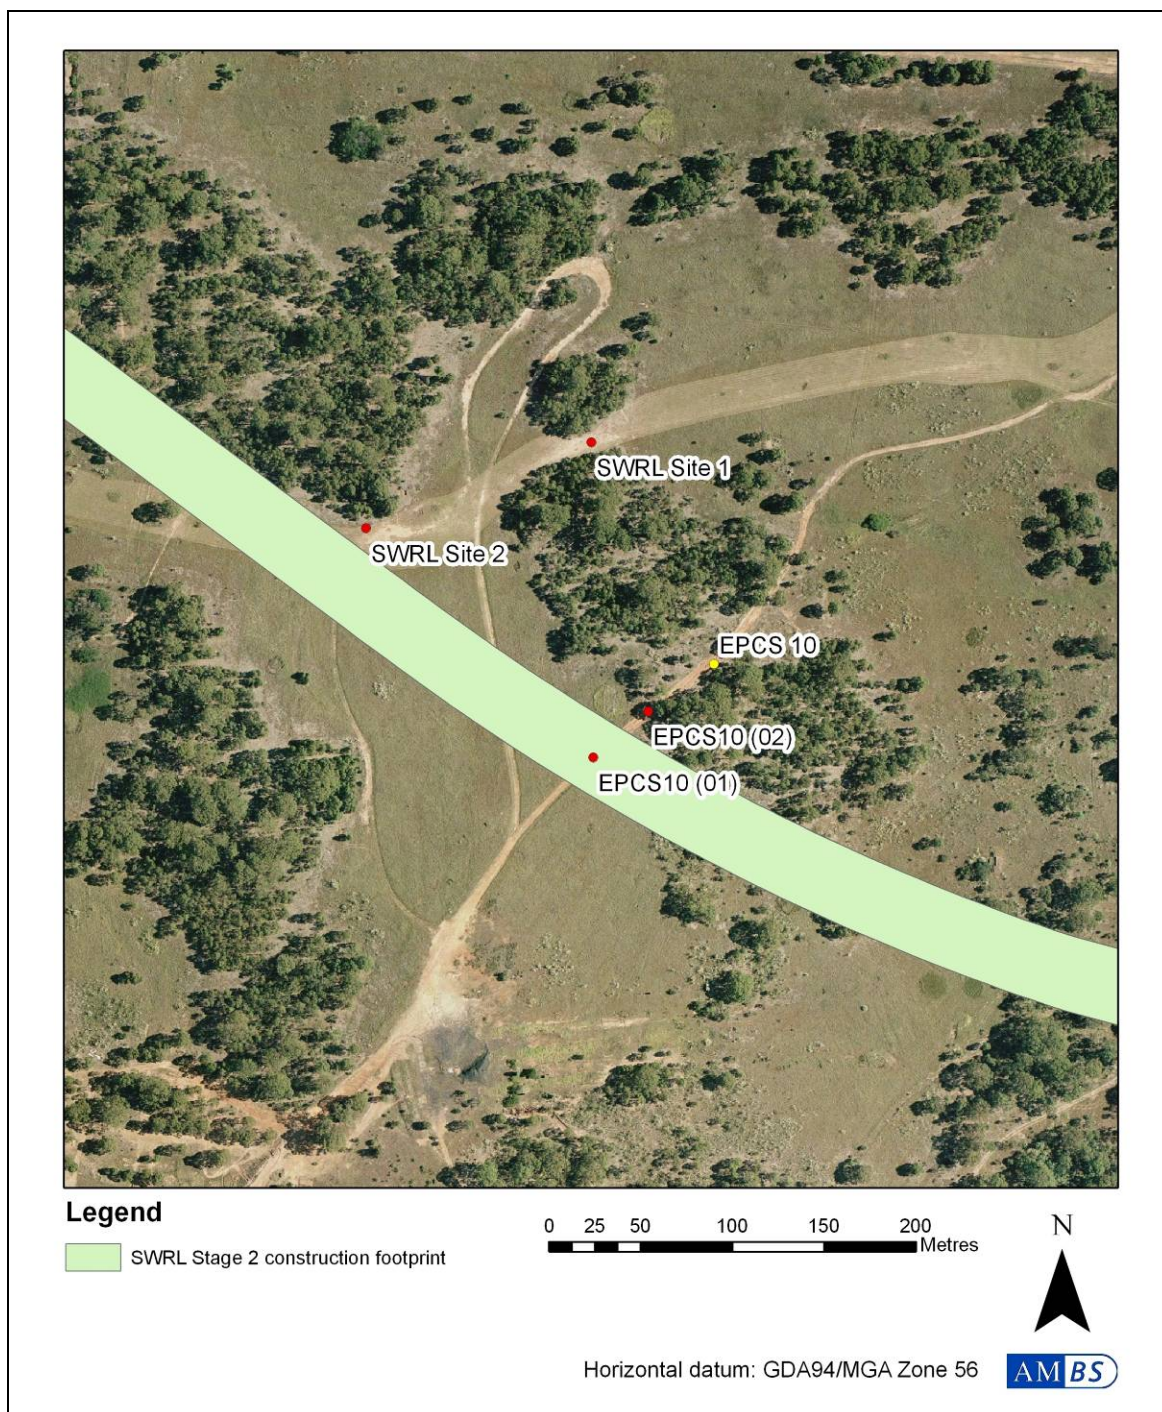 SWRL Site 1
SWRL Site 2
EPCS 10
EPCS10 (02)
EPCS10 (01)
Legend
SWRL Stage 2 construction footprint
0 25 50 100 150 200
Metres
N
Horizontal datum: GDA94/MGA Zone 56
AMBS